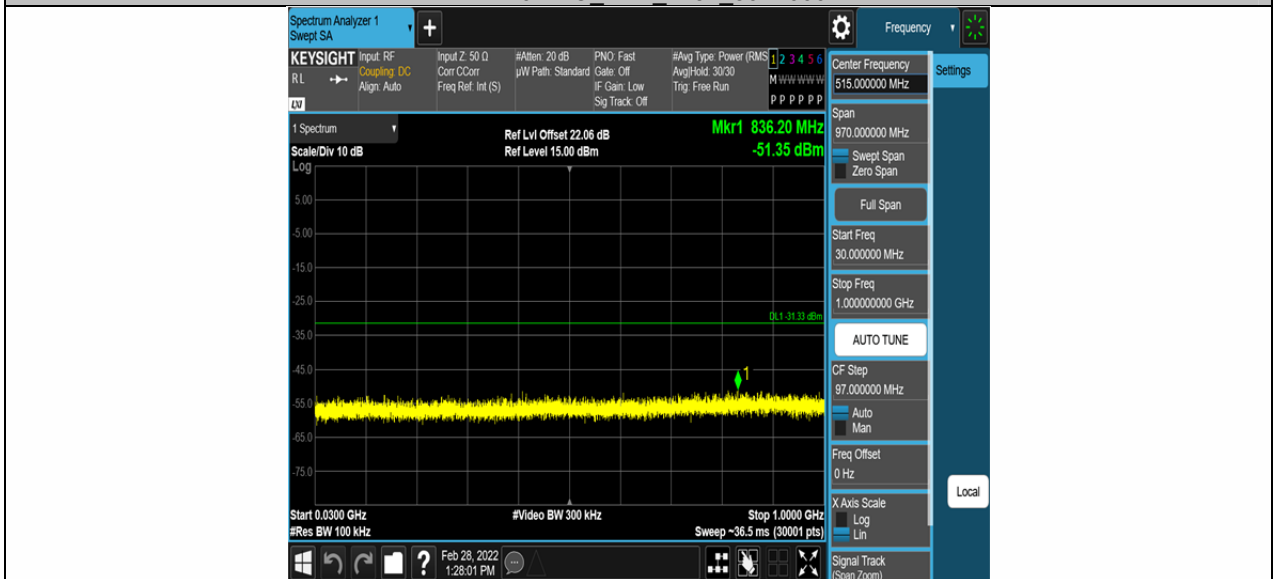 Spectrum Analyzer 1
Swept SA
Frequency
KEYSIGHT
RL
LXI
Input: RF
Coupling: DC
Align: Auto
Input Z: 50 Ω
Corr CCorr
Freq Ref: Int (S)
#Atten: 20 dB
µW Path: Standard
PNO: Fast
Gate: Off
IF Gain: Low
Sig Track: Off
#Avg Type: Power (RMS
Avg|Hold: 30/30
Trig: Free Run
1 2 3 4 5 6
M W W W W W
P P P P P P
1 Spectrum
Scale/Div 10 dB
Ref Lvl Offset 22.06 dB
Ref Level 15.00 dBm
Mkr1 836.20 MHz
-51.35 dBm
Log
5.00
-5.00
-15.0
-25.0
DL1 -31.33 dBm
-35.0
-45.0
1
-55.0
-65.0
-75.0
Start 0.0300 GHz
#Video BW 300 kHz
Stop 1.0000 GHz
#Res BW 100 kHz
Sweep ~36.5 ms (30001 pts)
?
Feb 28, 2022
1:28:01 PM
Center Frequency
515.000000 MHz
Settings
Span
970.000000 MHz
Swept Span
Zero Span
Full Span
Start Freq
30.000000 MHz
Stop Freq
1.000000000 GHz
AUTO TUNE
CF Step
97.000000 MHz
Auto
Man
Freq Offset
0 Hz
Local
X Axis Scale
Log
Lin
Signal Track
(Span Zoom)